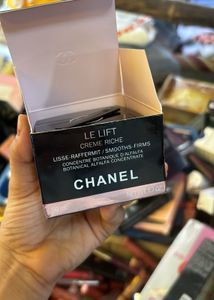 LE LIFT
CRÈME RICHE
LISSE-RAFFERMIT / SMOOTHS-FIRMS
CONCENTRÉ BOTANIQUE D'ALFALFA
BOTANICAL ALFALFA CONCENTRATE
CHANEL